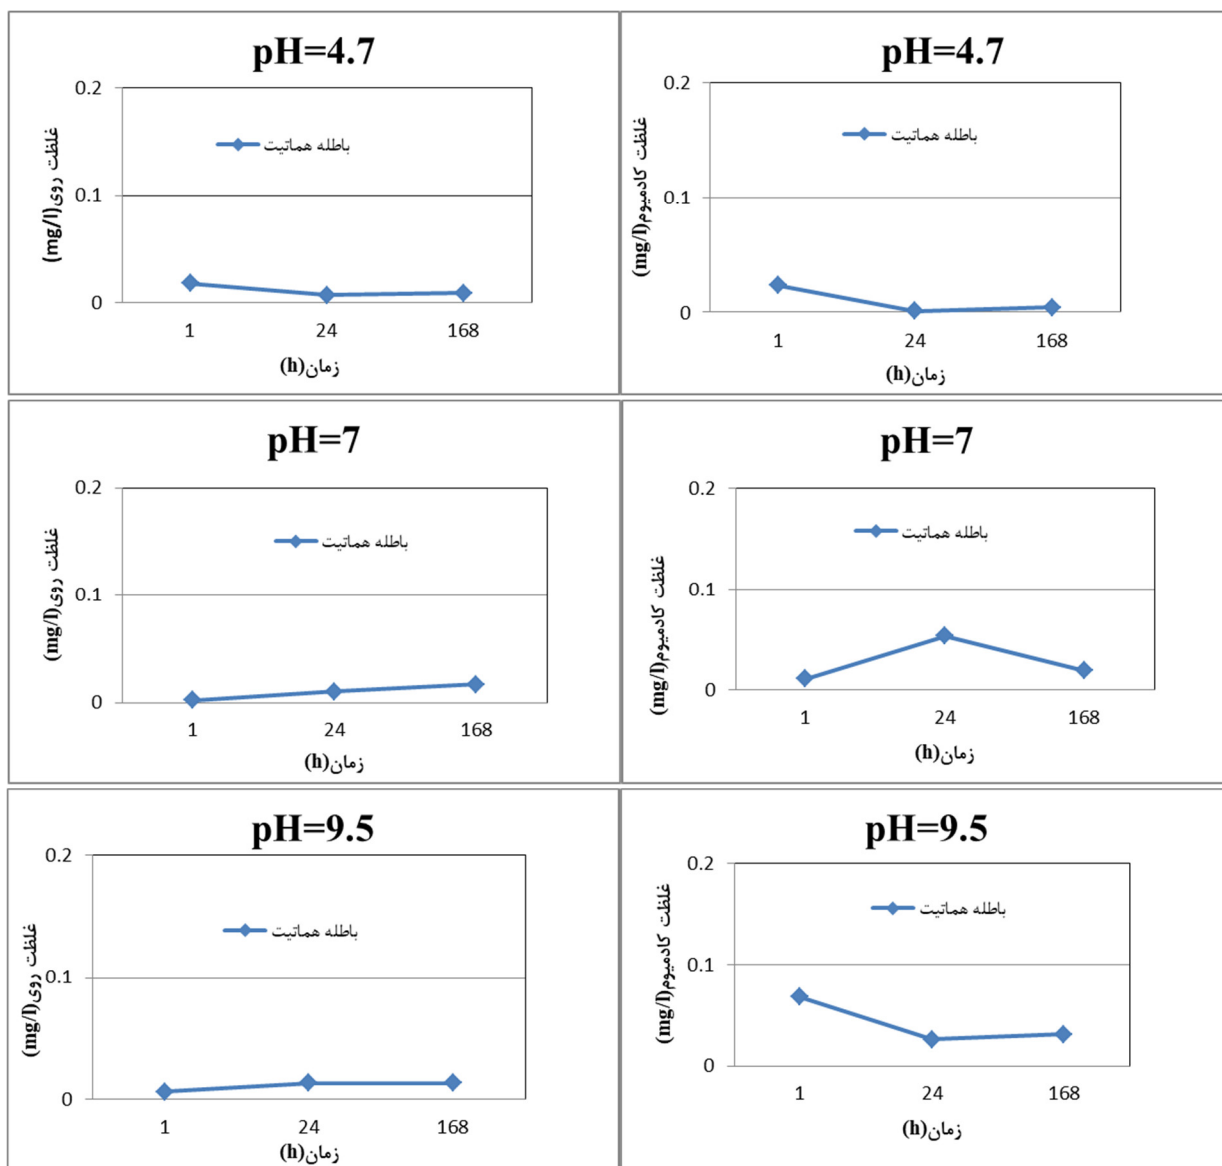 pH=4.7
غلظت روی(mg/l)
0.2
باطله هماتیت
0.1
0
1 24 168
زمان(h)
pH=4.7
غلظت کادمیوم(mg/l)
0.2
باطله هماتیت
0.1
0
1 24 168
زمان(h)
pH=7
غلظت روی(mg/l)
0.2
باطله هماتیت
0.1
0
1 24 168
زمان(h)
pH=7
غلظت کادمیوم(mg/l)
0.2
باطله هماتیت
0.1
0
1 24 168
زمان(h)
pH=9.5
غلظت روی(mg/l)
0.2
باطله هماتیت
0.1
0
1 24 168
زمان(h)
pH=9.5
غلظت کادمیوم(mg/l)
0.2
باطله هماتیت
0.1
0
1 24 168
زمان(h)